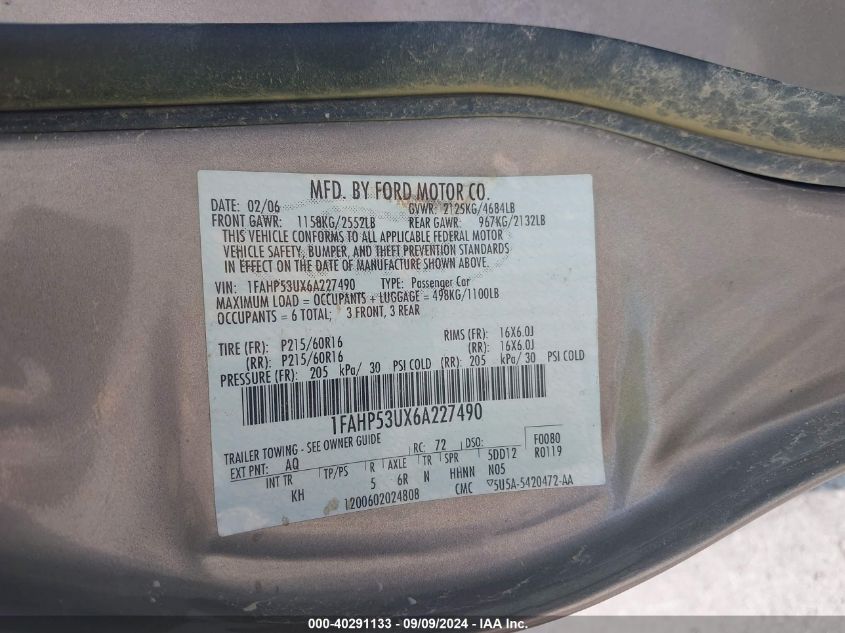 MFD. BY FORD MOTOR CO.
DATE: 02/06 GVWR: 2125KG/4684LB
FRONT GAWR: 1158KG/2552LB REAR GAWR: 967KG/2132LB
THIS VEHICLE CONFORMS TO ALL APPLICABLE FEDERAL MOTOR
VEHICLE SAFETY, BUMPER, AND THEFT PREVENTION STANDARDS
IN EFFECT ON THE DATE OF MANUFACTURE SHOWN ABOVE.
VIN: 1FAHP53UX6A227490 TYPE: Passenger Car
MAXIMUM LOAD = OCCUPANTS + LUGGAGE = 498KG/1100LB
OCCUPANTS = 6 TOTAL; 3 FRONT, 3 REAR
TIRE (FR): P215/60R16 RIMS (FR): 16X6.0J
(RR): P215/60R16 (RR): 16X6.0J
PRESSURE (FR): 205 kPa/ 30 PSI COLD (RR): 205 kPa/ 30 PSI COLD
1FAHP53UX6A227490
TRAILER TOWING - SEE OWNER GUIDE RC: 72 DSO: F0080
EXT PNT: AQ TP/PS R AXLE TR SPR 5DD12 R0119
INT TR KH 5 6R N HHNN N05
1200602024808 CMC ▽5U5A-5420472-AA
000-40291133 - 09/09/2024 - IAA Inc.